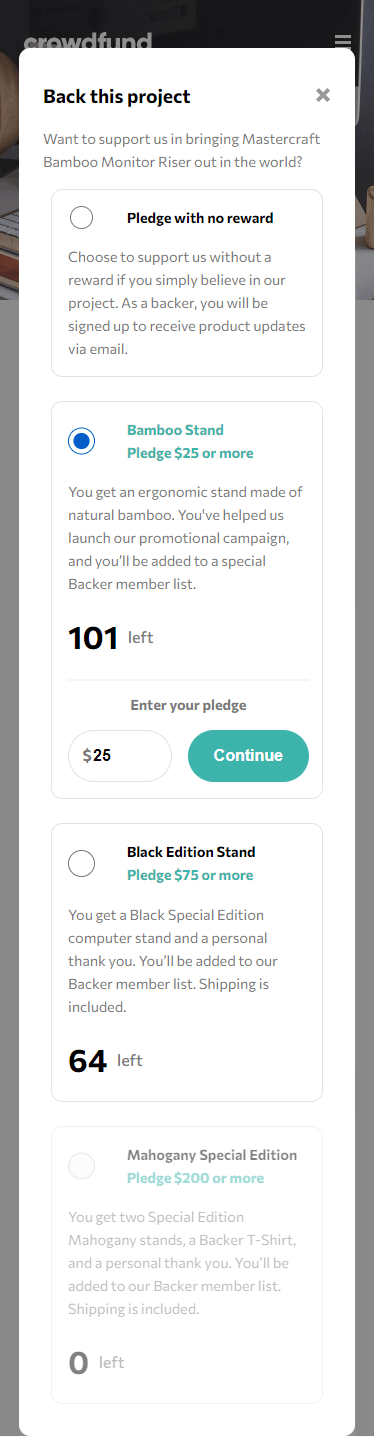 crowdfund
Back this project
Want to support us in bringing Mastercraft
Bamboo Monitor Riser out in the world?
Pledge with no reward
Choose to support us without a
reward if you simply believe in our
project. As a backer, you will be
signed up to receive product updates
via email.
Bamboo Stand
Pledge $25 or more
You get an ergonomic stand made of
natural bamboo. You've helped us
launch our promotional campaign,
and you’ll be added to a special
Backer member list.
101 left
Enter your pledge
$25
Continue
Black Edition Stand
Pledge $75 or more
You get a Black Special Edition
computer stand and a personal
thank you. You’ll be added to our
Backer member list. Shipping is
included.
64 left
Mahogany Special Edition
Pledge $200 or more
You get two Special Edition
Mahogany stands, a Backer T-Shirt,
and a personal thank you. You’ll be
added to our Backer member list.
Shipping is included.
0 left